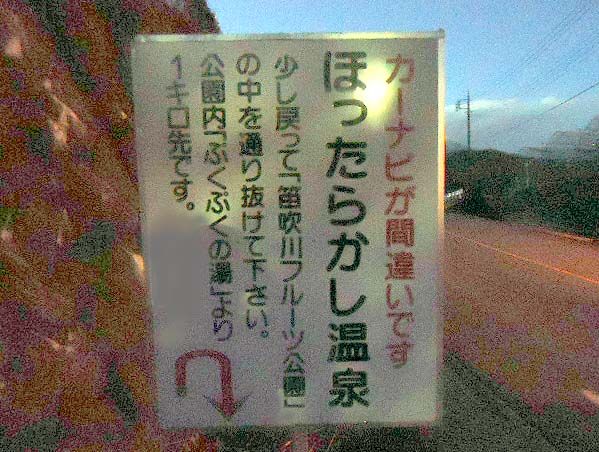 カーナビが間違いです
ほったらかし温泉
少し戻って「笛吹川フルーツ公園」
の中を通り抜けて下さい。
公園内「ぷくぷくの湯」より
1キロ先です。